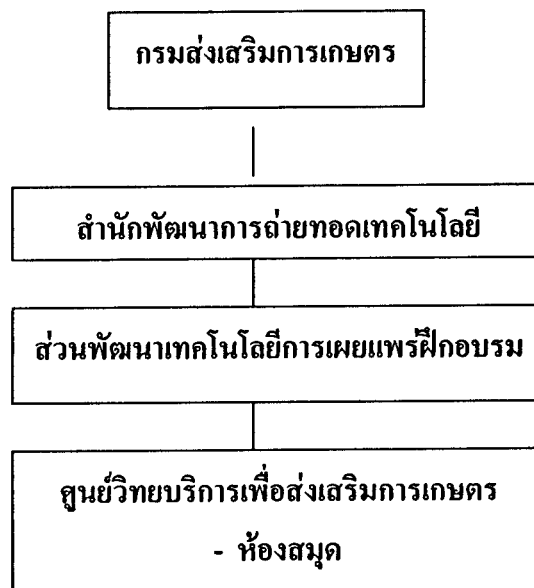 กรมส่งเสริมการเกษตร
สำนักพัฒนาการถ่ายทอดเทคโนโลยี
ส่วนพัฒนาเทคโนโลยีการเผยแพร่ฝึกอบรม
ศูนย์วิทยบริการเพื่อส่งเสริมการเกษตร
- ห้องสมุด